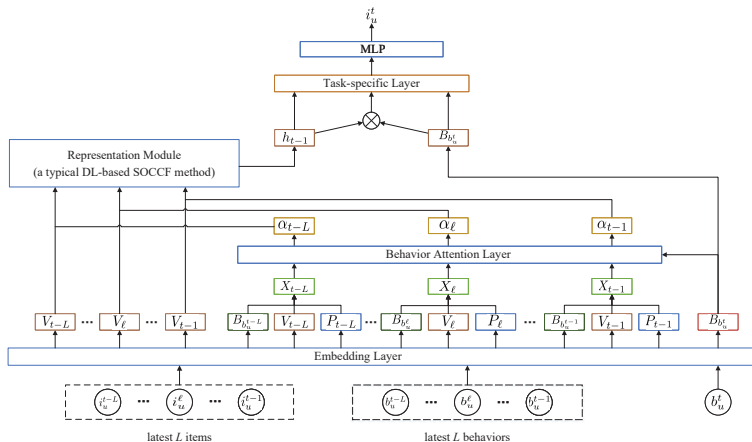 i_u^t
MLP
Task-specific Layer
h_{t-1} ⊗ B_{b_u^t}
Representation Module
(a typical DL-based SOCCF method)
α_{t-L} α_ℓ α_{t-1}
Behavior Attention Layer
X_{t-L} X_ℓ X_{t-1}
V_{t-L} ··· V_ℓ ··· V_{t-1} B_{b_u^{t-L}} V_{t-L} P_{t-L} ··· B_{b_u^ℓ} V_ℓ P_ℓ ··· B_{b_u^{t-1}} V_{t-1} P_{t-1} B_{b_u^t}
Embedding Layer
i_u^{t-L} ··· i_u^ℓ ··· i_u^{t-1} b_u^{t-L} ··· b_u^ℓ ··· b_u^{t-1} b_u^t
latest L items latest L behaviors